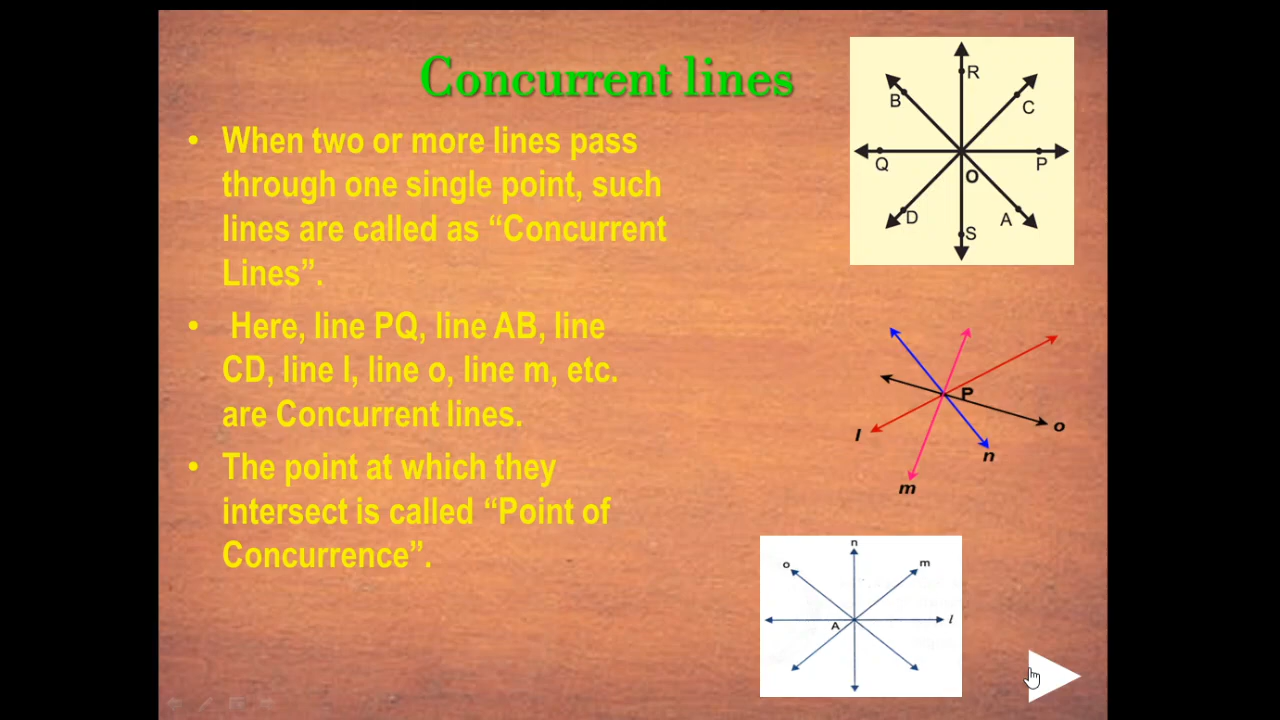 Concurrent lines
• When two or more lines pass
through one single point, such
lines are called as “Concurrent
Lines”.
• Here, line PQ, line AB, line
CD, line l, line o, line m, etc.
are Concurrent lines.
• The point at which they
intersect is called “Point of
Concurrence”.
R
B
C
Q
P
O
D
A
S
P
l
o
n
m
n
o
m
A
l